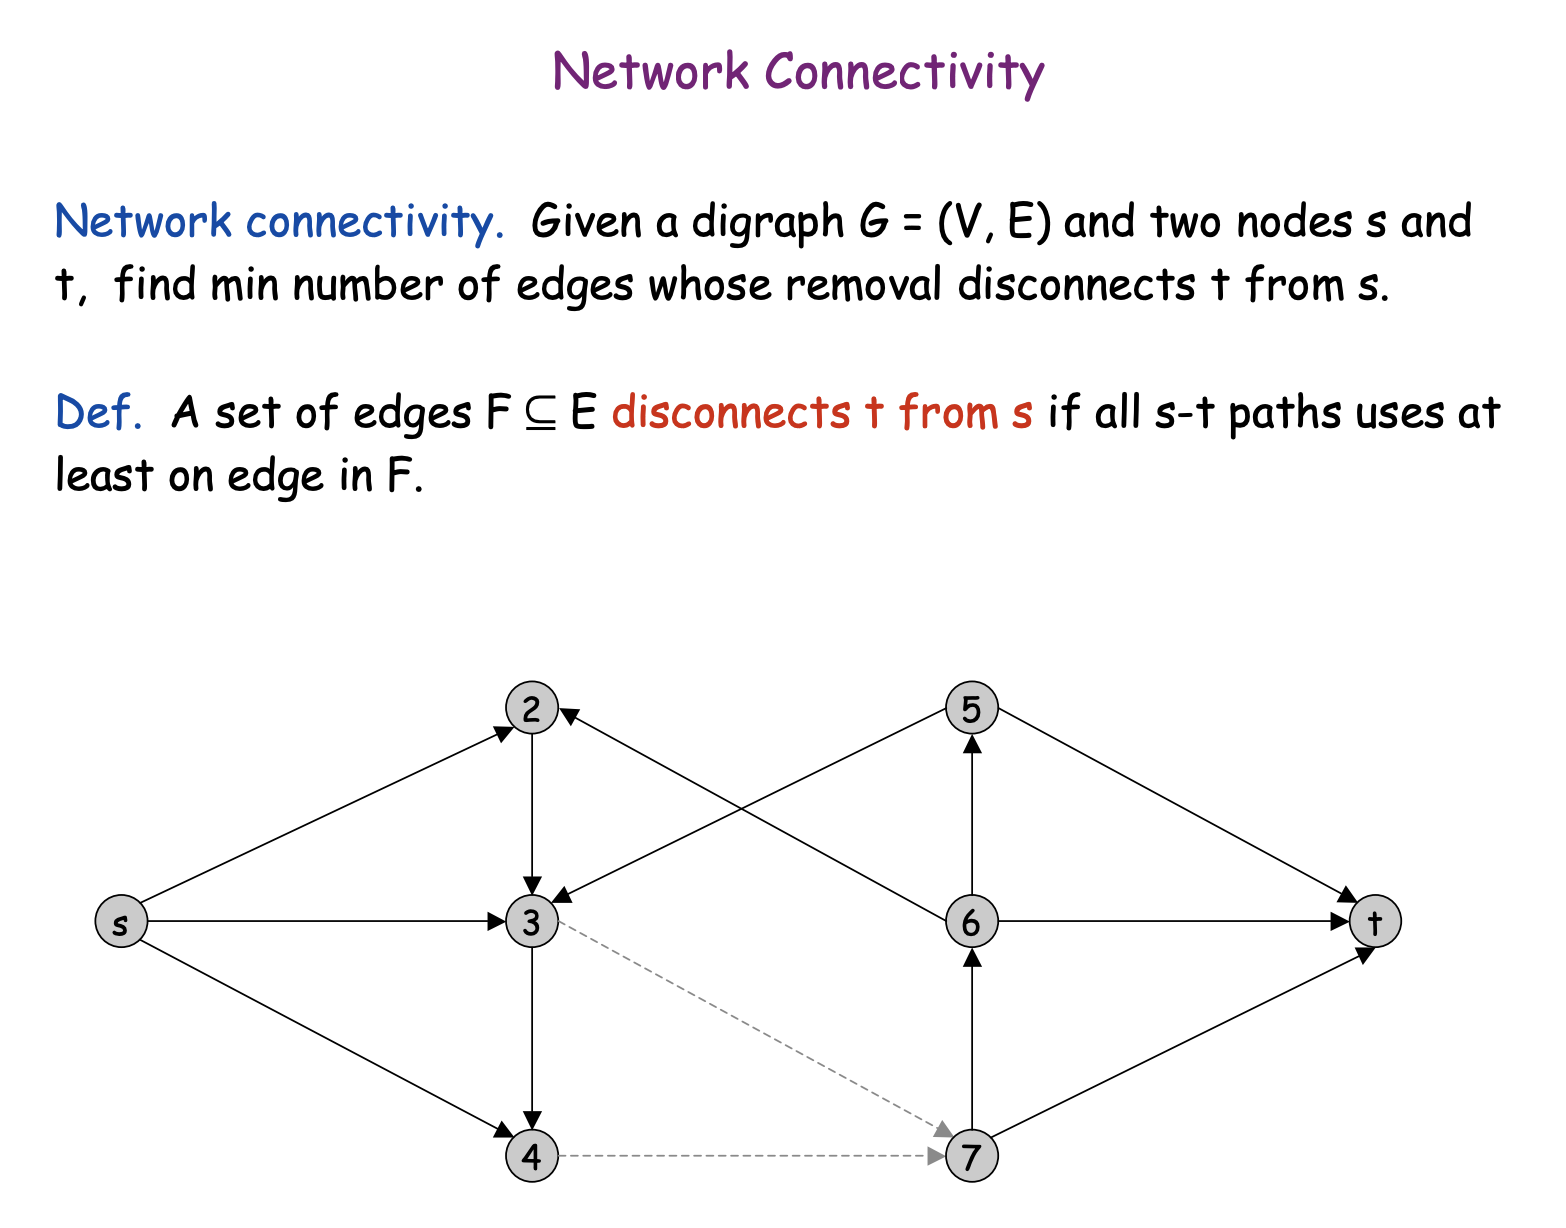 Network Connectivity
Network connectivity. Given a digraph G = (V, E) and two nodes s and
t, find min number of edges whose removal disconnects t from s.
Def. A set of edges F ⊆ E disconnects t from s if all s-t paths uses at
least on edge in F.
2
5
s
3
6
t
4
7